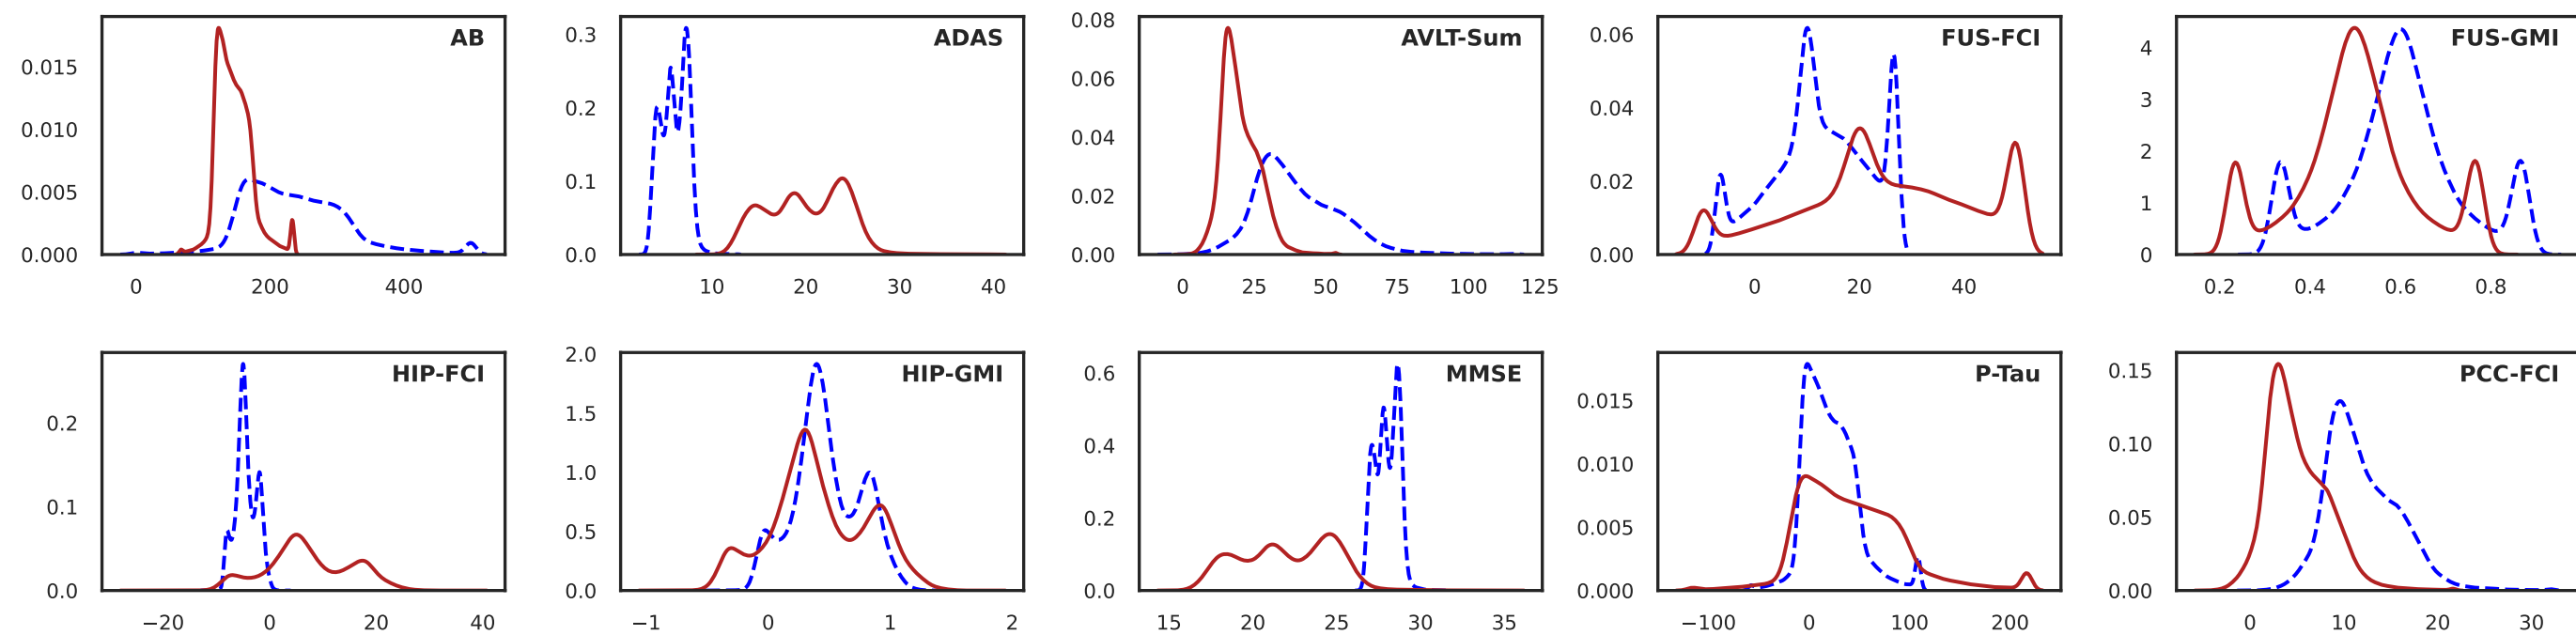 AB
0.015
0.010
0.005
0.000
0 200 400
ADAS
0.3
0.2
0.1
0.0
10 20 30 40
AVLT-Sum
0.08
0.06
0.04
0.02
0.00
0 25 50 75 100 125
FUS-FCI
0.06
0.04
0.02
0.00
0 20 40
FUS-GMI
4
3
2
1
0
0.2 0.4 0.6 0.8
HIP-FCI
0.2
0.1
0.0
−20 0 20 40
HIP-GMI
2.0
1.5
1.0
0.5
0.0
−1 0 1 2
MMSE
0.6
0.4
0.2
0.0
15 20 25 30 35
P-Tau
0.015
0.010
0.005
0.000
−100 0 100 200
PCC-FCI
0.15
0.10
0.05
0.00
0 10 20 30